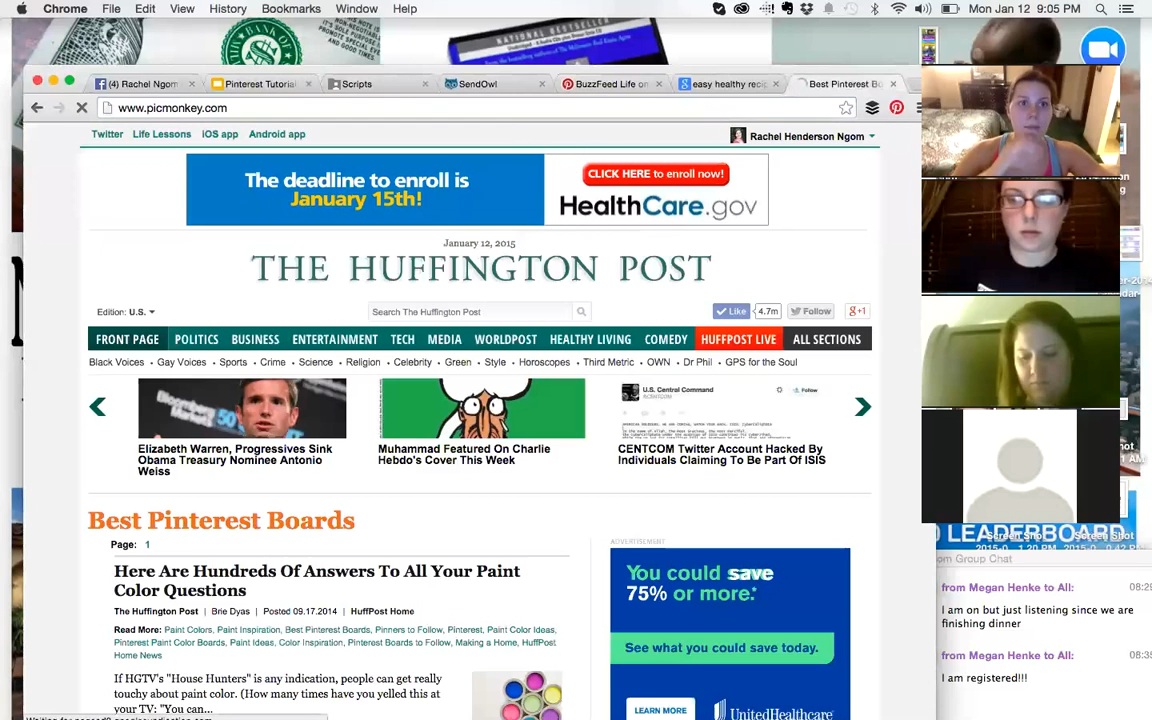 Chrome File Edit View History Bookmarks Window Help
Mon Jan 12 9:05 PM
BANK OF
NATIONAL BESTSELLER
(4) Rachel Ngom
Pinterest Tutorial
Scripts
SendOwl
BuzzFeed Life on
easy healthy reci
Best Pinterest B
www.picmonkey.com
Twitter Life Lessons iOS app Android app
Rachel Henderson Ngom
The deadline to enroll is
January 15th!
CLICK HERE to enroll now!
HealthCare.gov
January 12, 2015
THE HUFFINGTON POST
Edition: U.S.
Search The Huffington Post
Like 4.7m Follow +1
FRONT PAGE POLITICS BUSINESS ENTERTAINMENT TECH MEDIA WORLDPOST HEALTHY LIVING COMEDY HUFFPOST LIVE ALL SECTIONS
Black Voices • Gay Voices • Sports • Crime • Science • Religion • Celebrity • Green • Style • Horoscopes • Third Metric • OWN • Dr Phil • GPS for the Soul
U.S. Central Command
Follow
Elizabeth Warren, Progressives Sink
Obama Treasury Nominee Antonio
Weiss
Muhammad Featured On Charlie
Hebdo's Cover This Week
CENTCOM Twitter Account Hacked By
Individuals Claiming To Be Part Of ISIS
Best Pinterest Boards
Page: 1
ADVERTISEMENT
Here Are Hundreds Of Answers To All Your Paint
Color Questions
The Huffington Post | Brie Dyas | Posted 09.17.2014 | HuffPost Home
Read More: Paint Colors, Paint Inspiration, Best Pinterest Boards, Pinners to Follow, Pinterest, Paint Color Ideas,
Pinterest Paint Color Boards, Paint Ideas, Color Inspiration, Pinterest Boards to Follow, Making a Home, HuffPost
Home News
If HGTV's "House Hunters" is any indication, people can get really
touchy about paint color. (How many times have you yelled this at
your TV: "You can...
You could save
75% or more.*
See what you could save today.
LEARN MORE
UnitedHealthcare
LEADERBOARD
Screen Shot
Screen Shot
om Group Chat
from Megan Henke to All:
I am on but just listening since we are
finishing dinner
from Megan Henke to All:
I am registered!!!